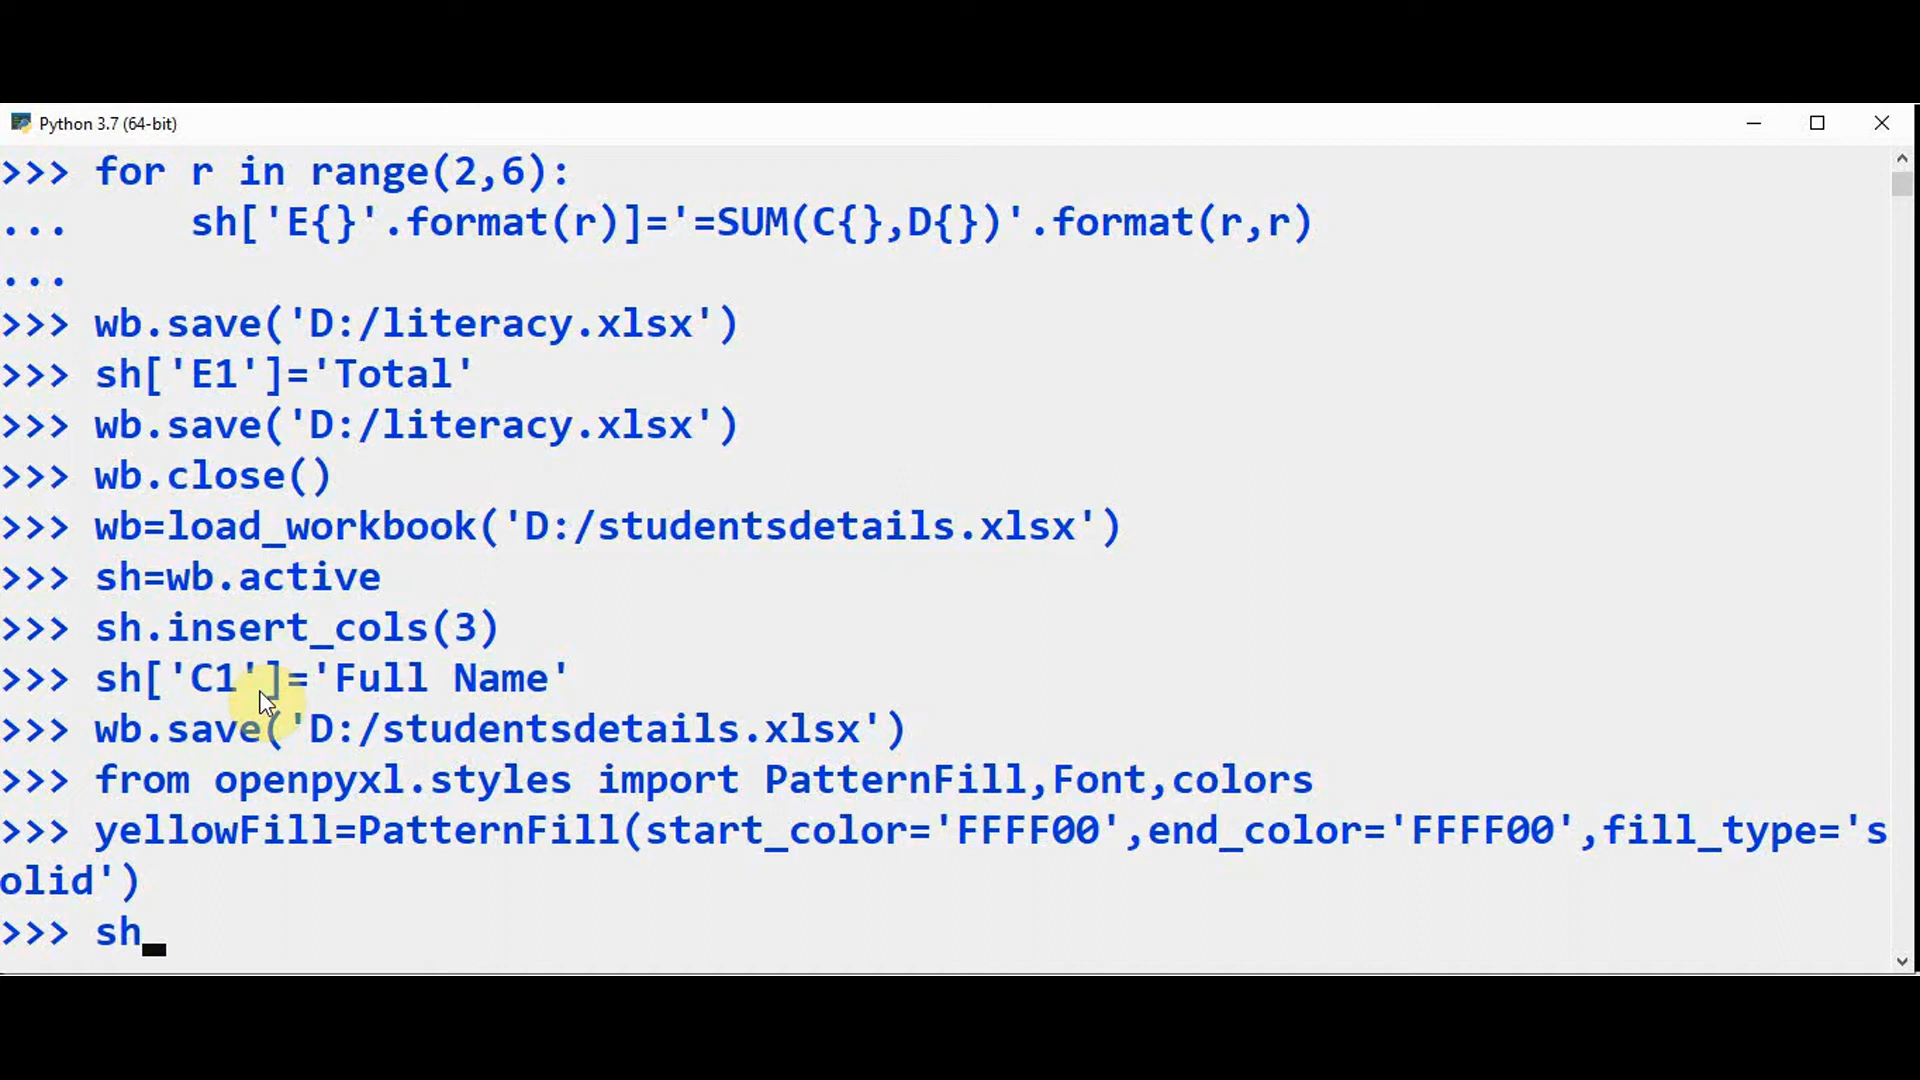 Python 3.7 (64-bit)
>>> for r in range(2,6):
...     sh['E{}'.format(r)]='=SUM(C{},D{})'.format(r,r)
...
>>> wb.save('D:/literacy.xlsx')
>>> sh['E1']='Total'
>>> wb.save('D:/literacy.xlsx')
>>> wb.close()
>>> wb=load_workbook('D:/studentsdetails.xlsx')
>>> sh=wb.active
>>> sh.insert_cols(3)
>>> sh['C1']='Full Name'
>>> wb.save('D:/studentsdetails.xlsx')
>>> from openpyxl.styles import PatternFill,Font,colors
>>> yellowFill=PatternFill(start_color='FFFF00',end_color='FFFF00',fill_type='s
olid')
>>> sh